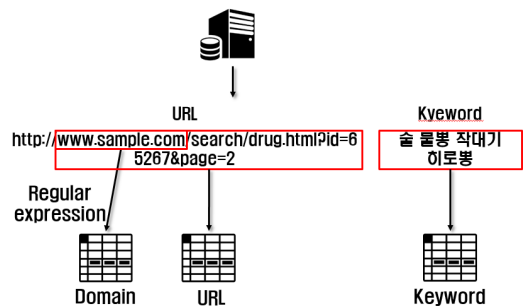 URL
Kyeword
http://www.sample.com/search/drug.html?id=6
5267&page=2
술 물뽕 작대기
히로뽕
Regular
expression
Domain
URL
Keyword